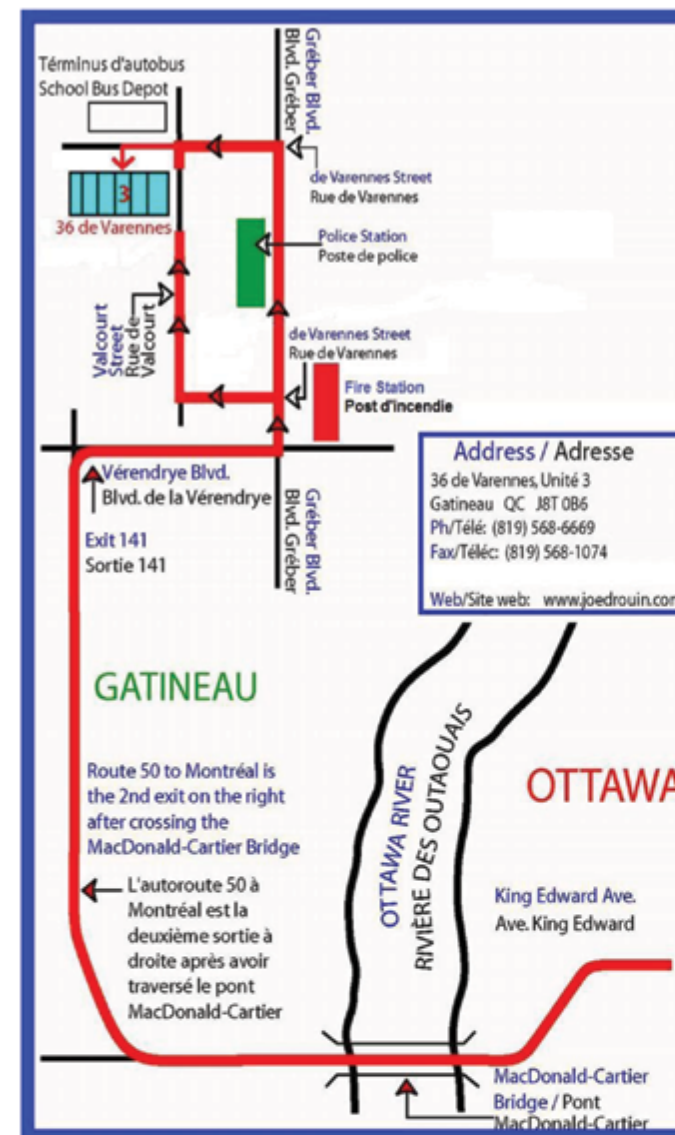 Términus d'autobus
School Bus Depot
Gréber Blvd.
Blvd. Gréber
de Varennes Street
Rue de Varennes
3
36 de Varennes
Police Station
Poste de police
Valcourt
Street
Rue de
Valcourt
de Varennes Street
Rue de Varennes
Fire Station
Post d'incendie
Vérendrye Blvd.
Blvd. de la Vérendrye
Gréber Blvd.
Blvd. Gréber
Exit 141
Sortie 141
Address / Adresse
36 de Varennes, Unité 3
Gatineau QC J8T 0B6
Ph/Télé: (819) 568-6669
Fax/Téléc: (819) 568-1074
Web/Site web: www.joedrouin.com
GATINEAU
Route 50 to Montréal is
the 2nd exit on the right
after crossing the
MacDonald-Cartier Bridge
L'autoroute 50 à
Montréal est la
deuxième sortie à
droite après avoir
traversé le pont
MacDonald-Cartier
OTTAWA RIVER
RIVIÈRE DES OUTAOUAIS
OTTAWA
King Edward Ave.
Ave. King Edward
MacDonald-Cartier
Bridge / Pont
MacDonald-Cartier